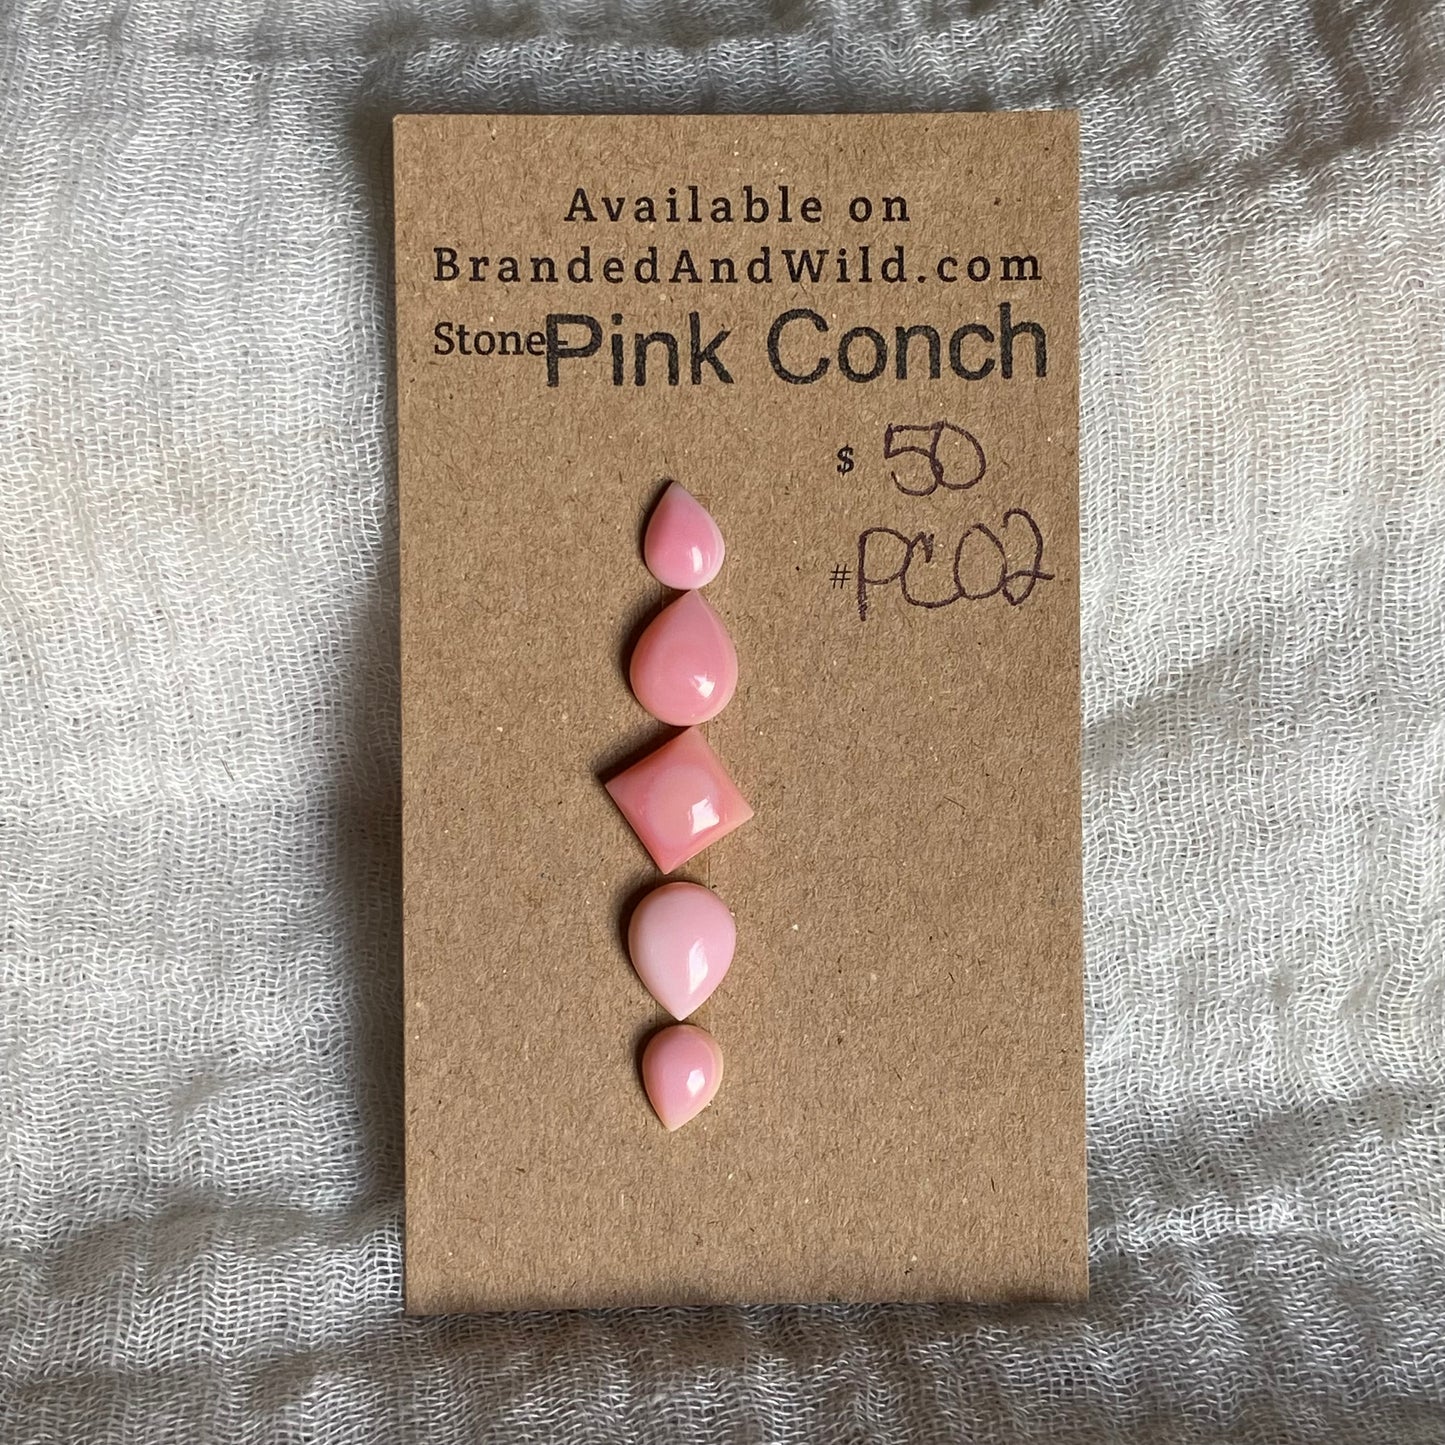 Available on
BrandedAndWild.com
Stone-Pink Conch
$ 50
#PC02